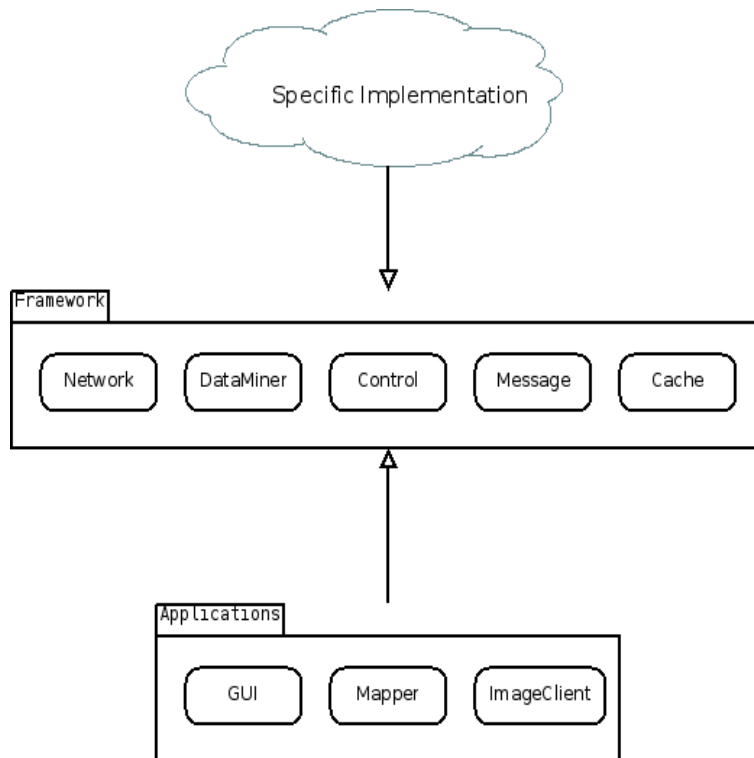 Specific Implementation
Framework
Network DataMiner Control Message Cache
Applications
GUI Mapper ImageClient